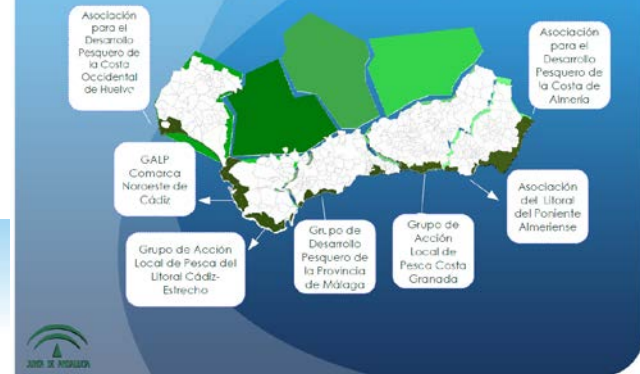 Asociación
para el
Desarrollo
Pesquero de
la Costa
Occidental
de Huelva
Asociación
para el
Desarrollo
Pesquero de
la Costa de
Almería
GALP
Comarca
Noroeste de
Cádiz
Grupo de Acción
Local de Pesca del
Litoral Cádiz-
Estrecho
Grupo de
Desarrollo
Pesquero de
la Provincia
de Málaga
Grupo de
Acción
Local de
Pesca Costa
Granada
Asociación
del Litoral
del Poniente
Almeriense
JUNTA DE ANDALUCIA